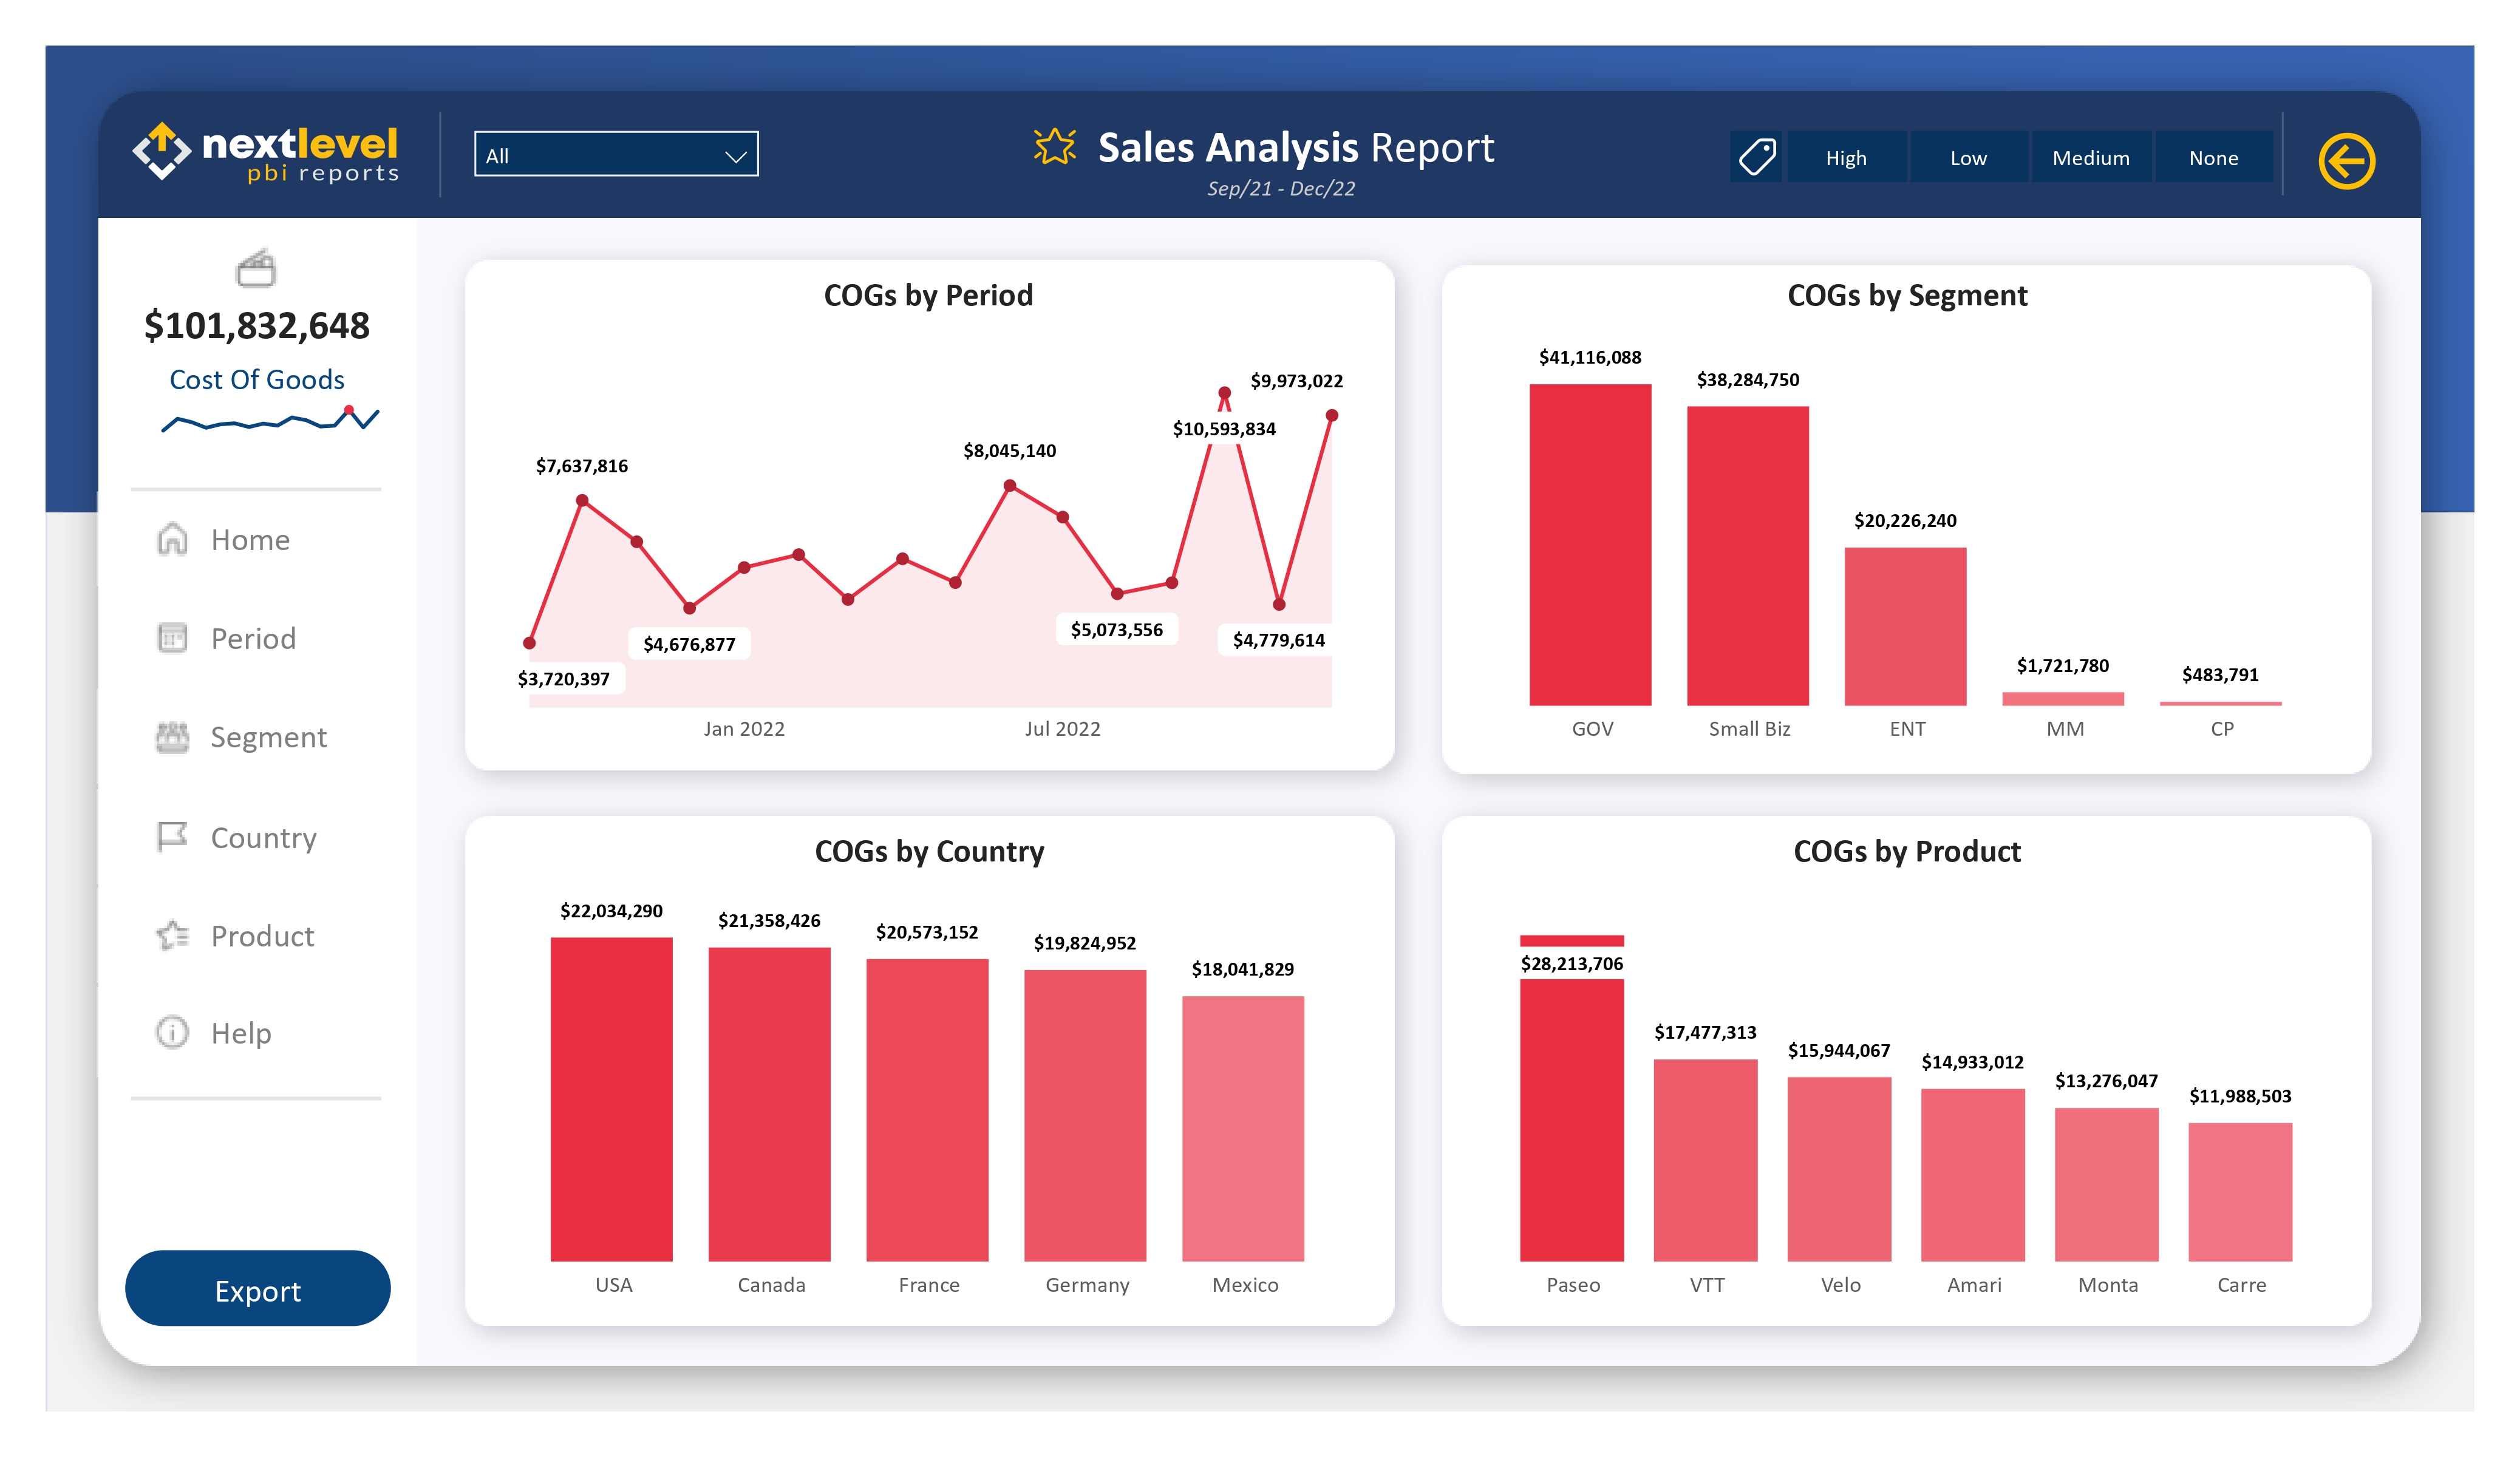 nextlevel
pbi reports
All
Sales Analysis Report
Sep/21 - Dec/22
High
Low
Medium
None
$101,832,648
Cost Of Goods
Home
Period
Segment
Country
Product
Help
Export
COGs by Period
$7,637,816
$8,045,140
$9,973,022
$10,593,834
$3,720,397
$4,676,877
$5,073,556
$4,779,614
Jan 2022
Jul 2022
COGs by Segment
$41,116,088
$38,284,750
$20,226,240
$1,721,780
$483,791
GOV
Small Biz
ENT
MM
CP
COGs by Country
$22,034,290
$21,358,426
$20,573,152
$19,824,952
$18,041,829
USA
Canada
France
Germany
Mexico
COGs by Product
$28,213,706
$17,477,313
$15,944,067
$14,933,012
$13,276,047
$11,988,503
Paseo
VTT
Velo
Amari
Monta
Carre